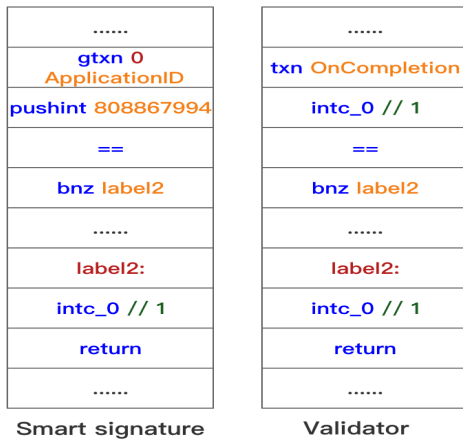 ......
gtxn 0
ApplicationID
pushint 808867994
==
bnz label2
......
label2:
intc_0 // 1
return
......
Smart signature
......
txn OnCompletion
intc_0 // 1
==
bnz label2
......
label2:
intc_0 // 1
return
......
Validator